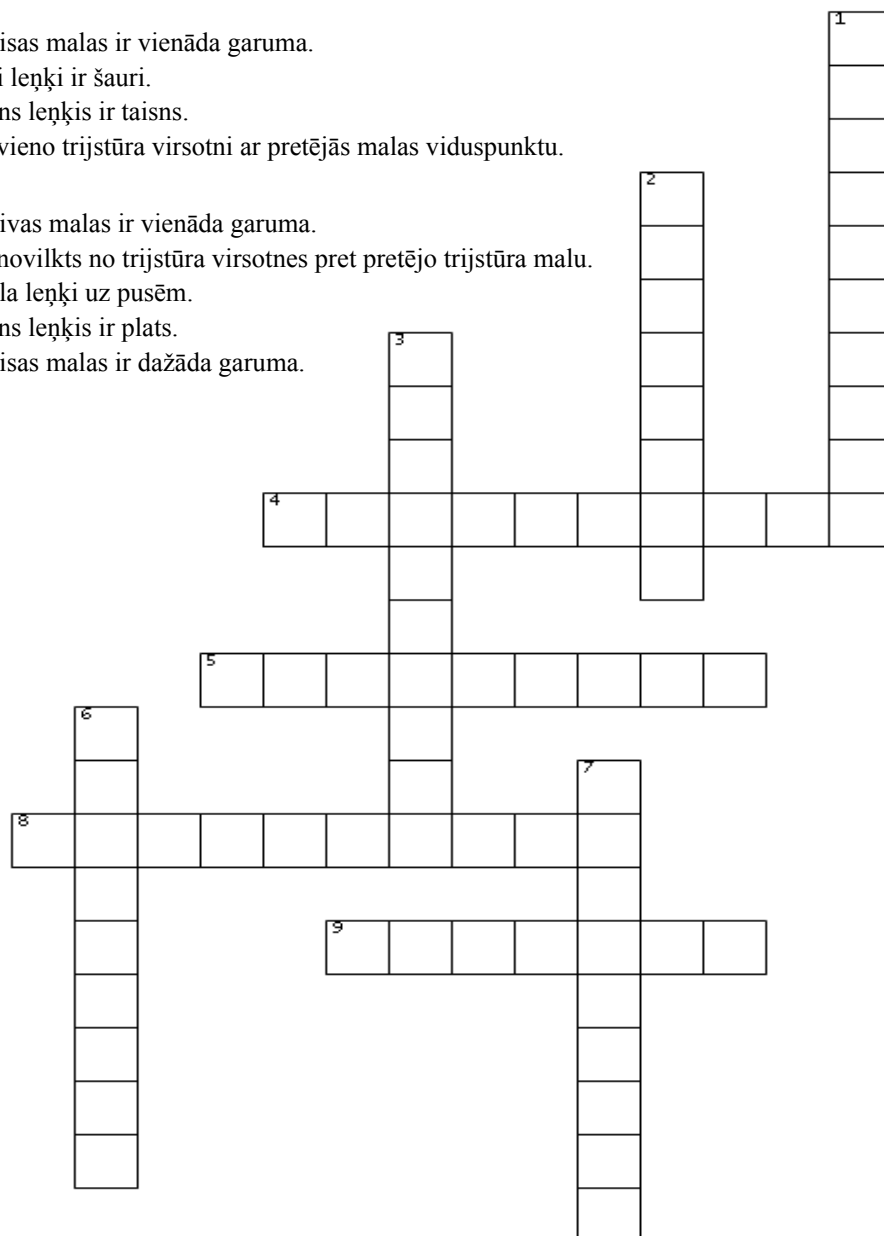 isas malas ir vienāda garuma.
i leņķi ir šauri.
ns leņķis ir taisns.
vieno trijstūra virsotni ar pretējās malas viduspunktu.
ivas malas ir vienāda garuma.
novilkts no trijstūra virsotnes pret pretējo trijstūra malu.
la leņķi uz pusēm.
ns leņķis ir plats.
isas malas ir dažāda garuma.
1
2
3
4
5
6
7
8
9